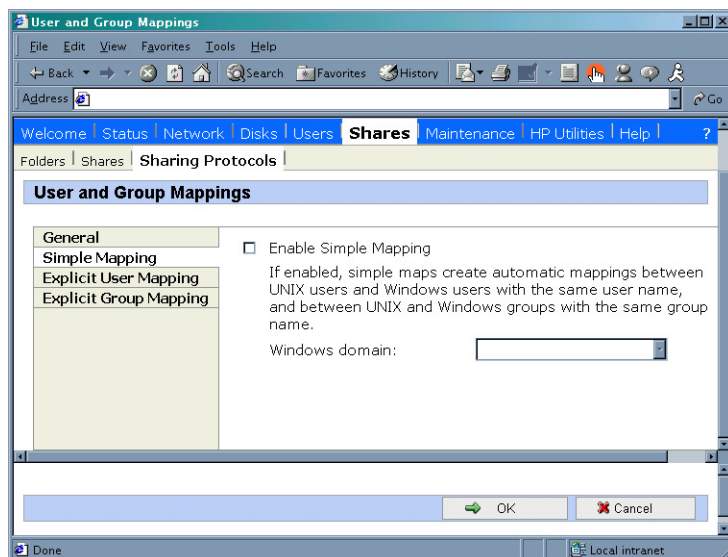 User and Group Mappings
File Edit View Favorites Tools Help
Back Search Favorites History
Address Go
Welcome Status Network Disks Users Shares Maintenance HP Utilities Help ?
Folders Shares Sharing Protocols
User and Group Mappings
General
Simple Mapping
Explicit User Mapping
Explicit Group Mapping
Enable Simple Mapping
If enabled, simple maps create automatic mappings between
UNIX users and Windows users with the same user name,
and between UNIX and Windows groups with the same group
name.
Windows domain:
OK Cancel
Done Local intranet